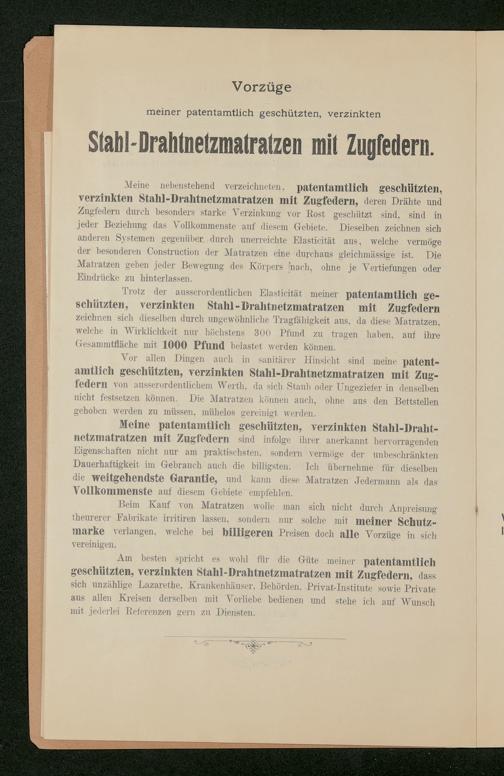 Vorzüge
meiner patentamtlich geschützten, verzinkten
Stahl-Drahtnetzmatratzen mit Zugfedern.
Meine nebenstehend verzeichneten, patentamtlich geschützten,
verzinkten Stahl-Drahtnetzmatratzen mit Zugfedern, deren Drähte und
Zugfedern durch besonders starke Verzinkung vor Rost geschützt sind, sind in
jeder Beziehung das Vollkommenste auf diesem Gebiete. Dieselben zeichnen sich
anderen Systemen gegenüber durch unerreichte Elasticität aus, welche vermöge
der besonderen Construction der Matratzen eine durchaus gleichmässige ist. Die
Matratzen geben jeder Bewegung des Körpers nach, ohne je Vertiefungen oder
Eindrücke zu hinterlassen.
Trotz der ausserordentlichen Elasticität meiner patentamtlich ge-
schützten, verzinkten Stahl-Drahtnetzmatratzen mit Zugfedern
zeichnen sich dieselben durch ungewöhnliche Tragfähigkeit aus, da diese Matratzen,
welche in Wirklichkeit nur höchstens 300 Pfund zu tragen haben, auf ihre
Gesammtfläche mit 1000 Pfund belastet werden können.
Vor allen Dingen auch in sanitärer Hinsicht sind meine patent-
amtlich geschützten, verzinkten Stahl-Drahtnetzmatratzen mit Zug-
federn von ausserordentlichem Werth, da sich Staub oder Ungeziefer in denselben
nicht festsetzen können. Die Matratzen können auch, ohne aus den Bettstellen
gehoben werden zu müssen, mühelos gereinigt werden.
Meine patentamtlich geschützten, verzinkten Stahl-Draht-
netzmatratzen mit Zugfedern sind infolge ihrer anerkannt hervorragenden
Eigenschaften nicht nur am praktischsten, sondern vermöge der unbeschränkten
Dauerhaftigkeit im Gebrauch auch die billigsten. Ich übernehme für dieselben
die weitgehendste Garantie, und kann diese Matratzen Jedermann als das
Vollkommenste auf diesem Gebiete empfehlen.
Beim Kauf von Matratzen wolle man sich nicht durch Anpreisung
theurerer Fabrikate irritiren lassen, sondern nur solche mit meiner Schutz-
marke verlangen, welche bei billigeren Preisen doch alle Vorzüge in sich
vereinigen.
Am besten spricht es wohl für die Güte meiner patentamtlich
geschützten, verzinkten Stahl-Drahtnetzmatratzen mit Zugfedern, dass
sich unzählige Lazarethe, Krankenhäuser, Behörden, Privat-Institute sowie Private
aus allen Kreisen derselben mit Vorliebe bedienen und stehe ich auf Wunsch
mit jederlei Referenzen gern zu Diensten.